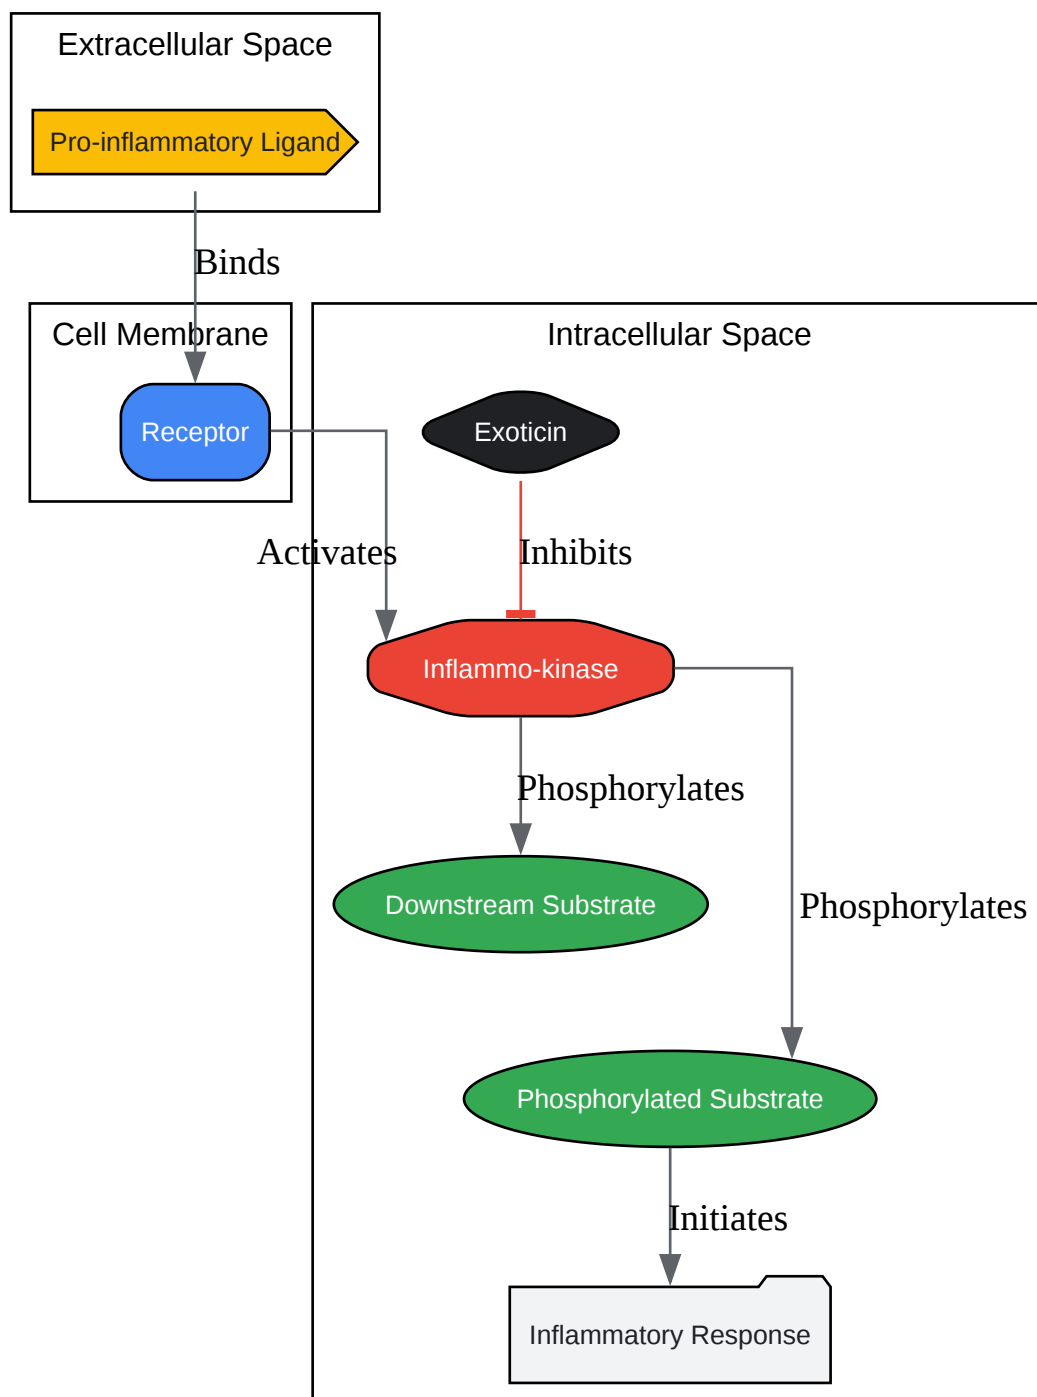 Extracellular Space
Pro-inflammatory Ligand
Binds
Cell Membrane
Intracellular Space
Receptor
Exoticin
Activates
Inhibits
Inflammo-kinase
Phosphorylates
Downstream Substrate
Phosphorylates
Phosphorylated Substrate
Initiates
Inflammatory Response